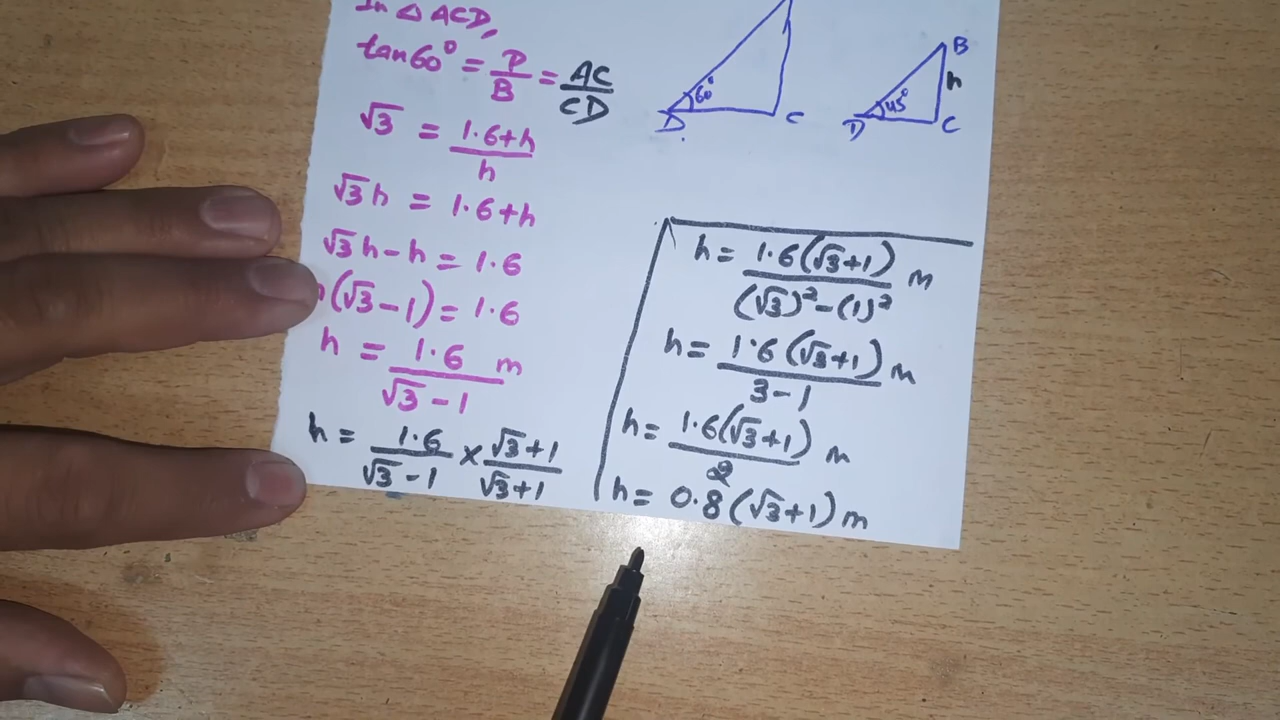 In △ ACD,
tan60° = P/B = AC/CD
√3 = 1.6+h/h
√3h = 1.6+h
√3h-h = 1.6
(√3-1) = 1.6
h = 1.6/√3-1 m
h = 1.6/√3-1 × √3+1/√3+1
60°
D
C
B
h
45°
D
C
h = 1.6(√3+1)/(√3)²-(1)² m
h = 1.6(√3+1)/3-1 m
h = 1.6(√3+1)/2 m
h = 0.8(√3+1)m